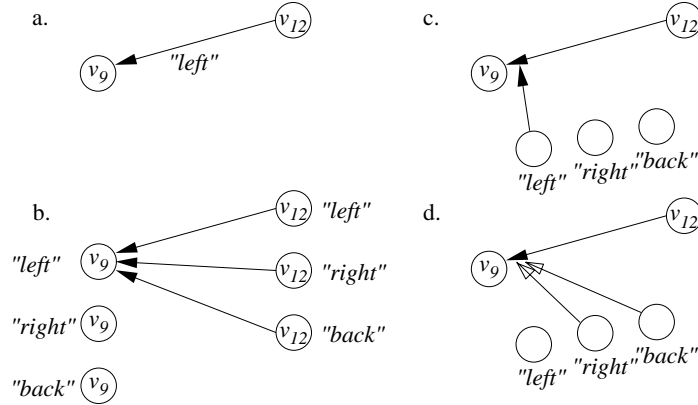 a.
v12
v9
"left"
b.
v12 "left"
"left" v9
v12 "right"
"right" v9
v12 "back"
"back" v9
c.
v12
v9
"left" "right" "back"
d.
v12
v9
"left" "right" "back"